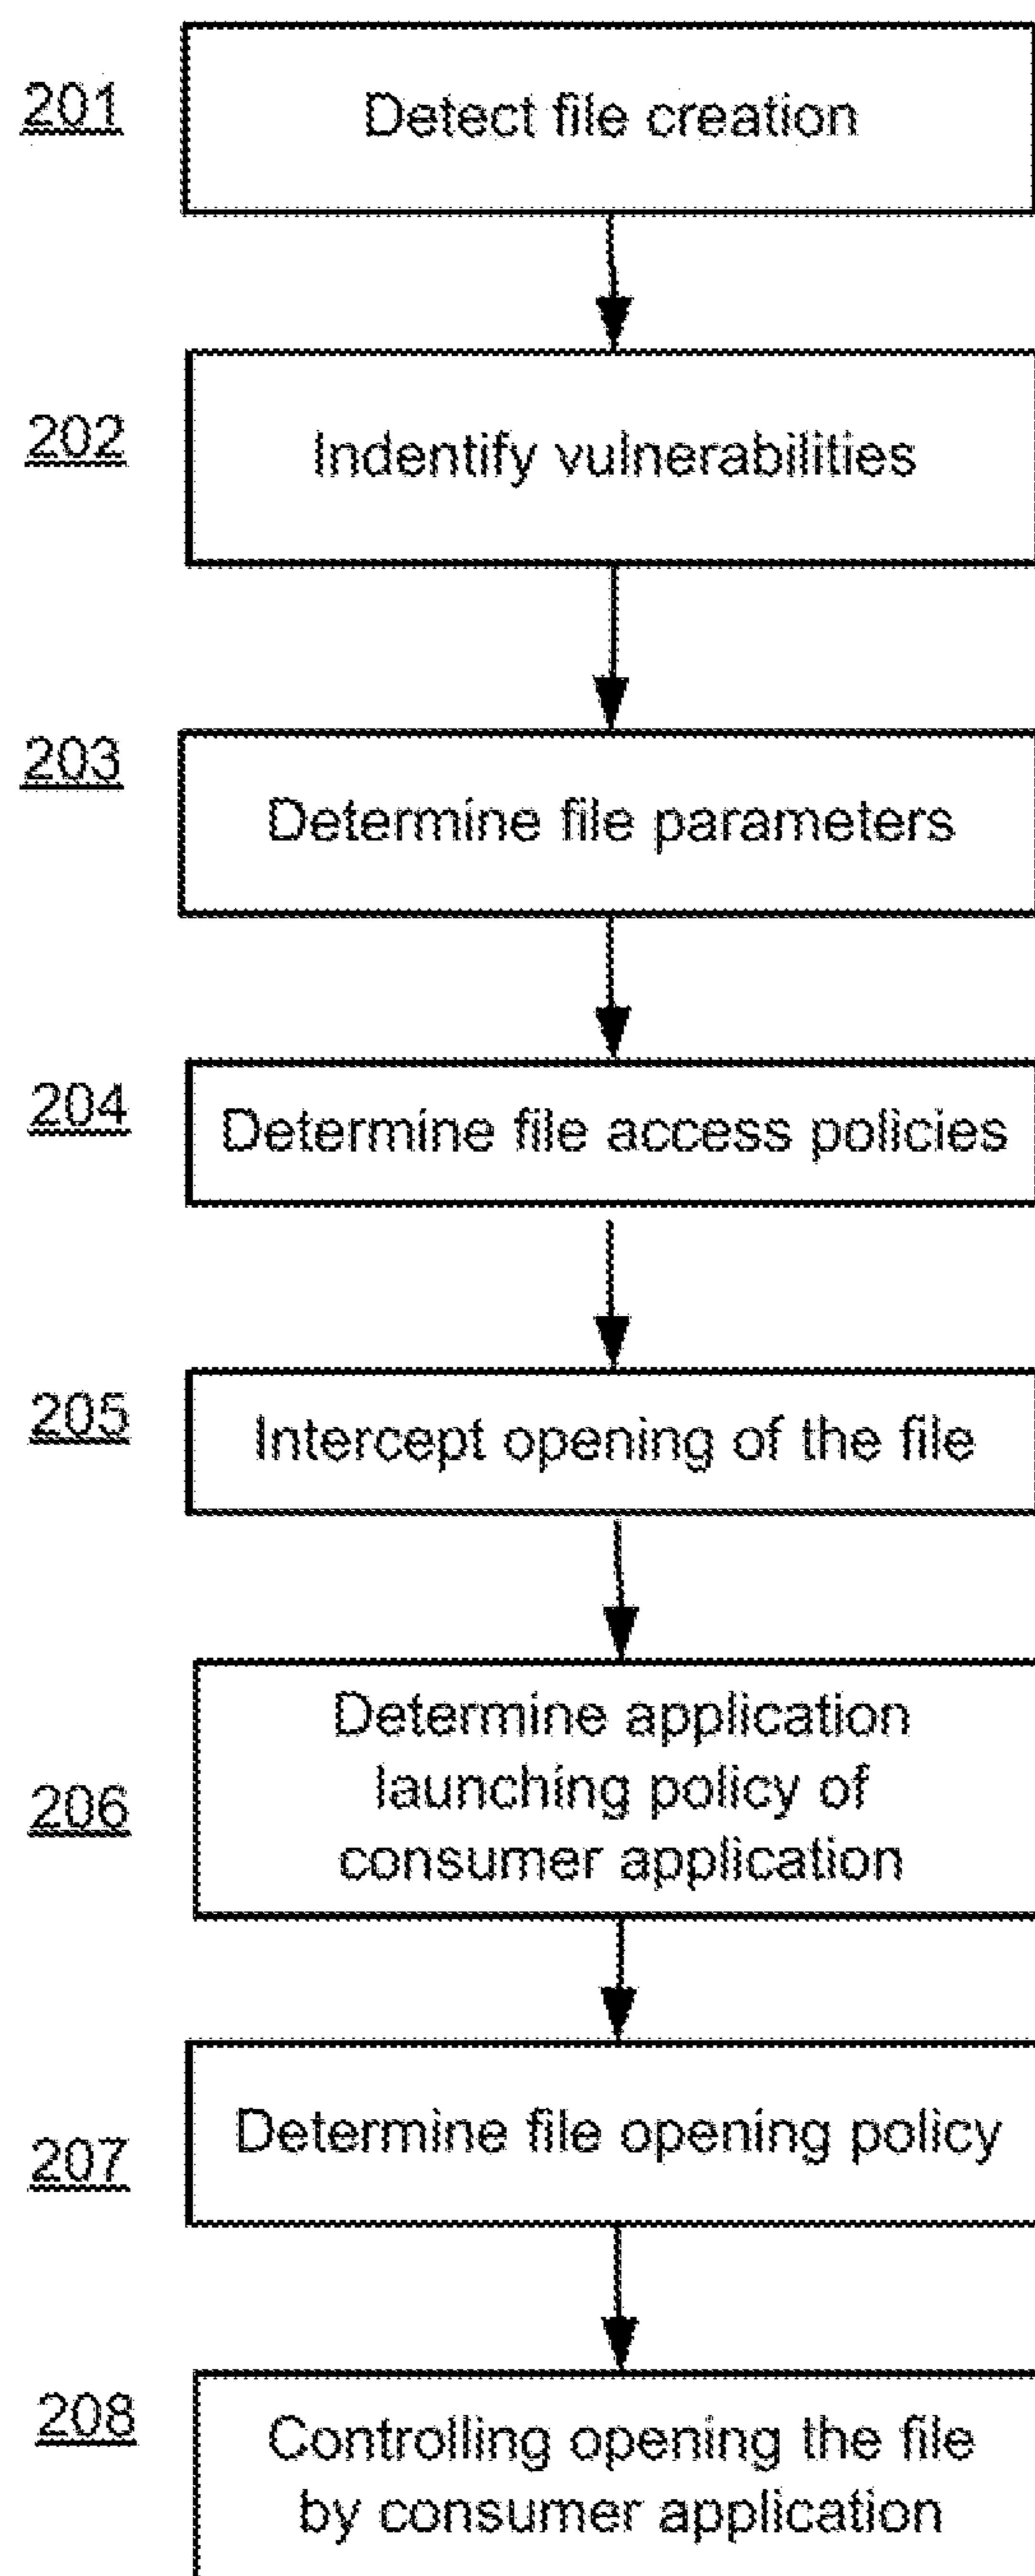 201
Detect file creation
202
Indentify vulnerabilities
203
Determine file parameters
204
Determine file access policies
205
Intercept opening of the file
206
Determine application
launching policy of
consumer application
207
Determine file opening policy
208
Controlling opening the file
by consumer application